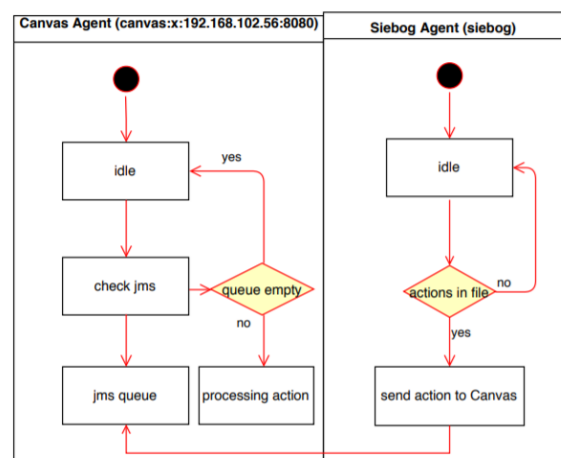 Canvas Agent (canvas:x:192.168.102.56:8080)
Siebog Agent (siebog)
idle
yes
idle
check jms
queue empty
actions in file
no
no
yes
jms queue
processing action
send action to Canvas